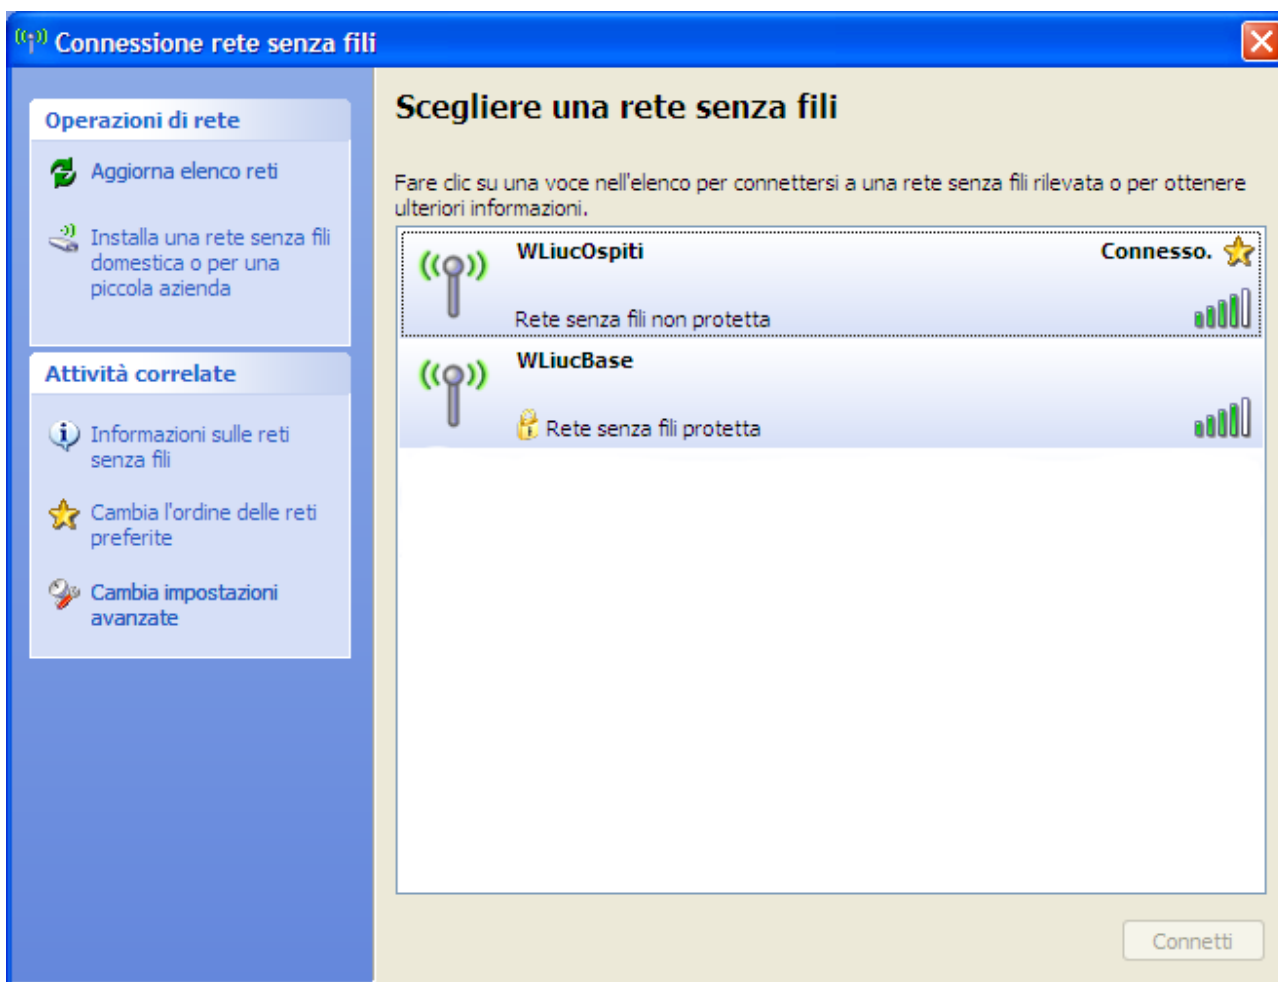 Connessione rete senza fili
Operazioni di rete
Aggiorna elenco reti
Installa una rete senza fili
domestica o per una
piccola azienda
Attività correlate
Informazioni sulle reti
senza fili
Cambia l'ordine delle reti
preferite
Cambia impostazioni
avanzate
Scegliere una rete senza fili
Fare clic su una voce nell'elenco per connettersi a una rete senza fili rilevata o per ottenere
ulteriori informazioni.
WLiucOspiti Connesso.
Rete senza fili non protetta
WLiucBase
Rete senza fili protetta
Connetti